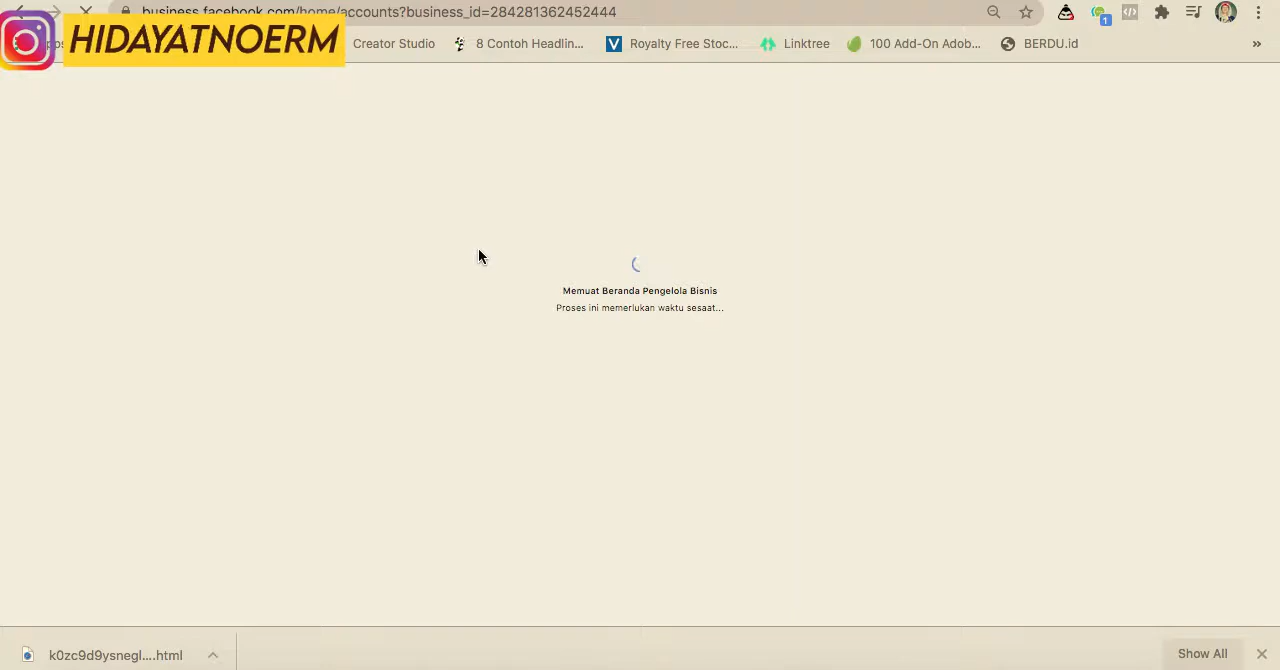 business.facebook.com/home/accounts?business_id=284281362452444
HIDAYATNOERM
1
Creator Studio
8 Contoh Headlin...
Royalty Free Stoc...
Linktree
100 Add-On Adob...
BERDU.id
»
Memuat Beranda Pengelola Bisnis
Proses ini memerlukan waktu sesaat...
k0zc9d9ysnegl....html
Show All